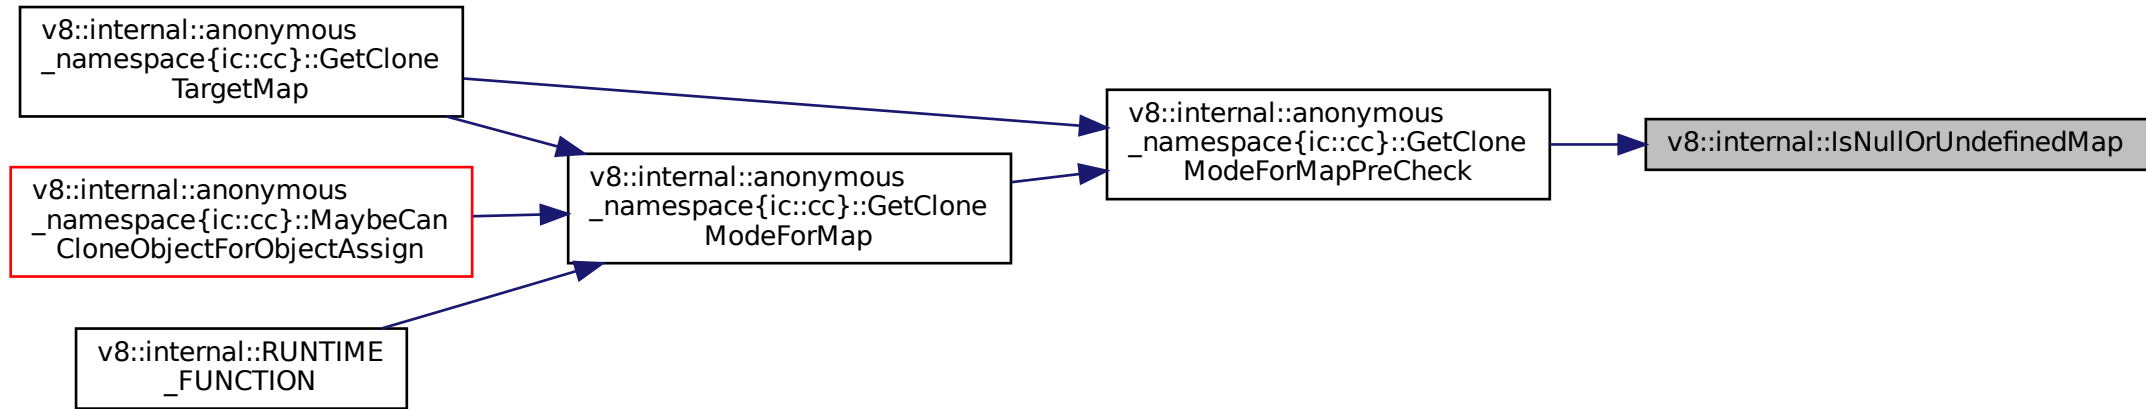 v8::internal::anonymous
_namespace{ic::cc}::GetClone
TargetMap
v8::internal::anonymous
_namespace{ic::cc}::MaybeCan
CloneObjectForObjectAssign
v8::internal::RUNTIME
_FUNCTION
v8::internal::anonymous
_namespace{ic::cc}::GetClone
ModeForMap
v8::internal::anonymous
_namespace{ic::cc}::GetClone
ModeForMapPreCheck
v8::internal::IsNullOrUndefinedMap